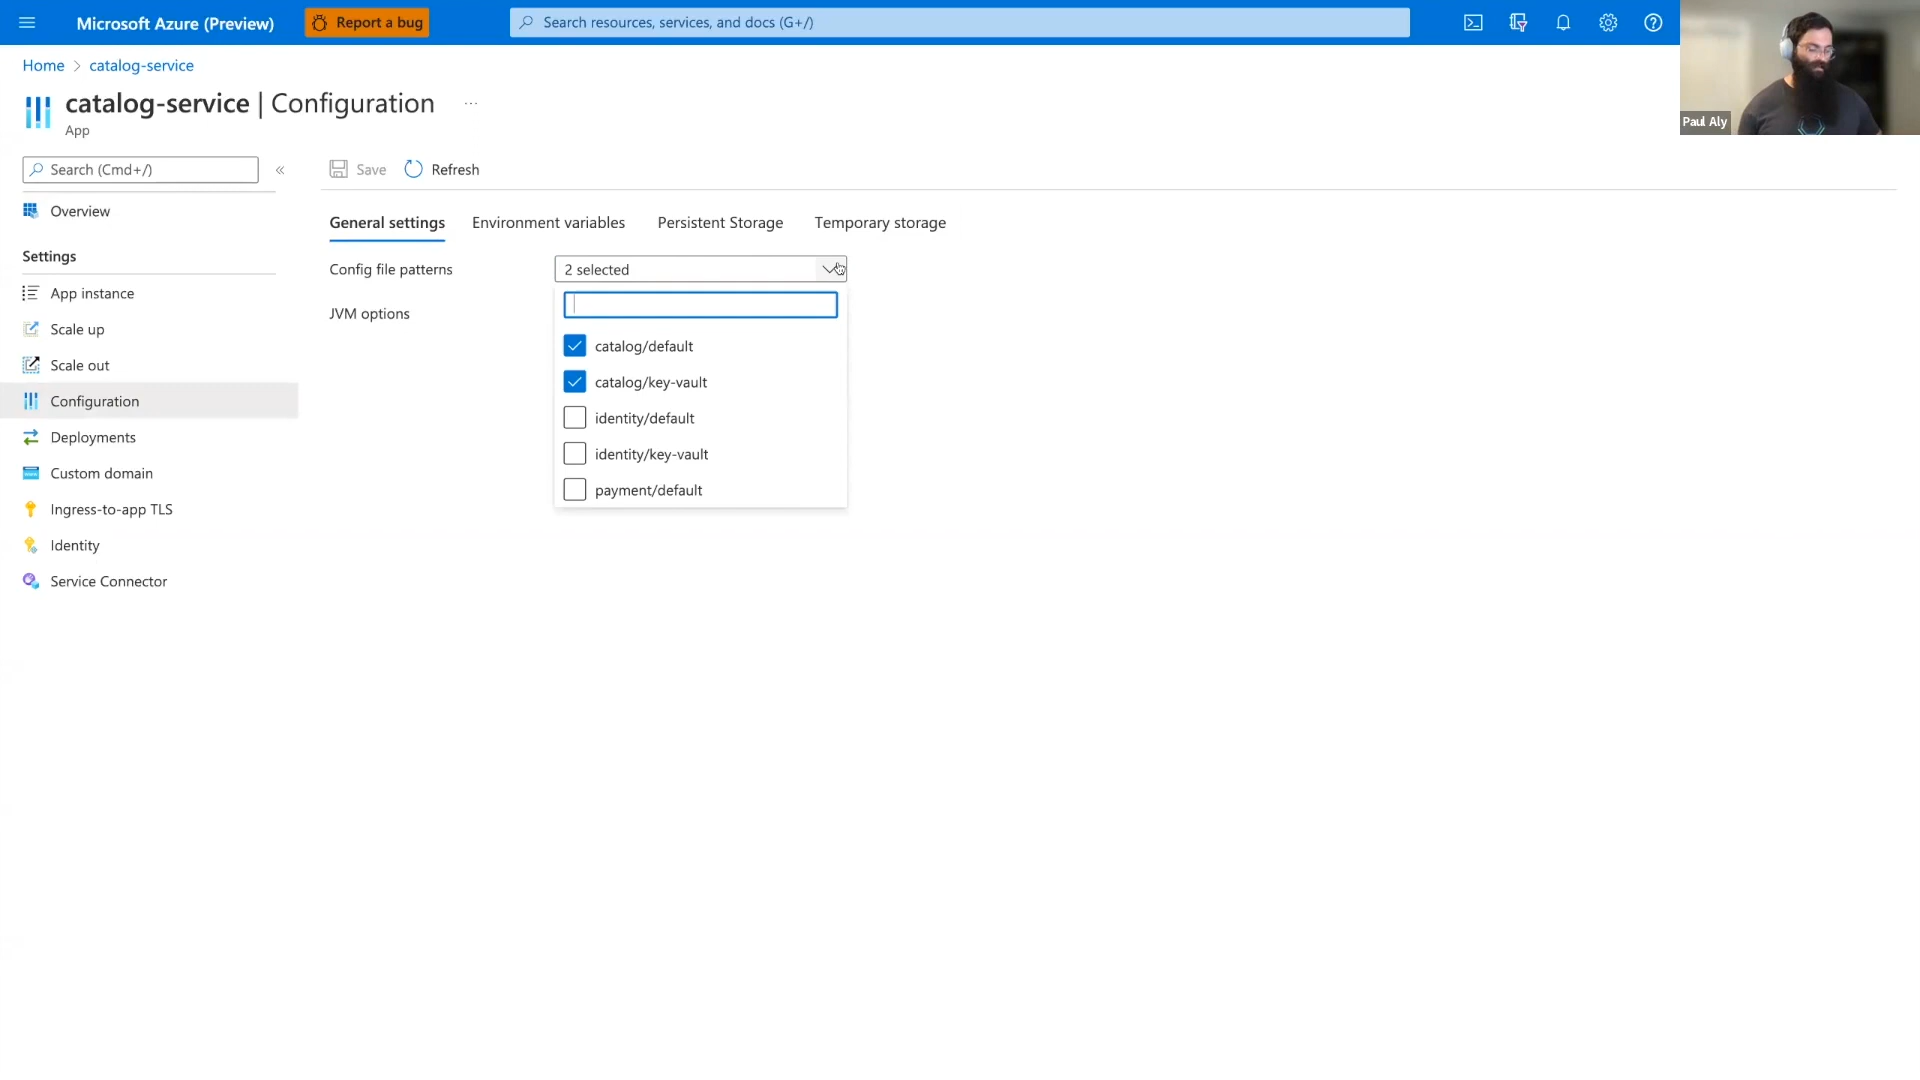 Microsoft Azure (Preview)
Report a bug
Search resources, services, and docs (G+/)
Paul Aly
Home > catalog-service
catalog-service | Configuration ...
App
Search (Cmd+/)
«
Save
Refresh
Overview
Settings
App instance
Scale up
Scale out
Configuration
Deployments
Custom domain
Ingress-to-app TLS
Identity
Service Connector
General settings
Environment variables
Persistent Storage
Temporary storage
Config file patterns
2 selected
JVM options
catalog/default
catalog/key-vault
identity/default
identity/key-vault
payment/default